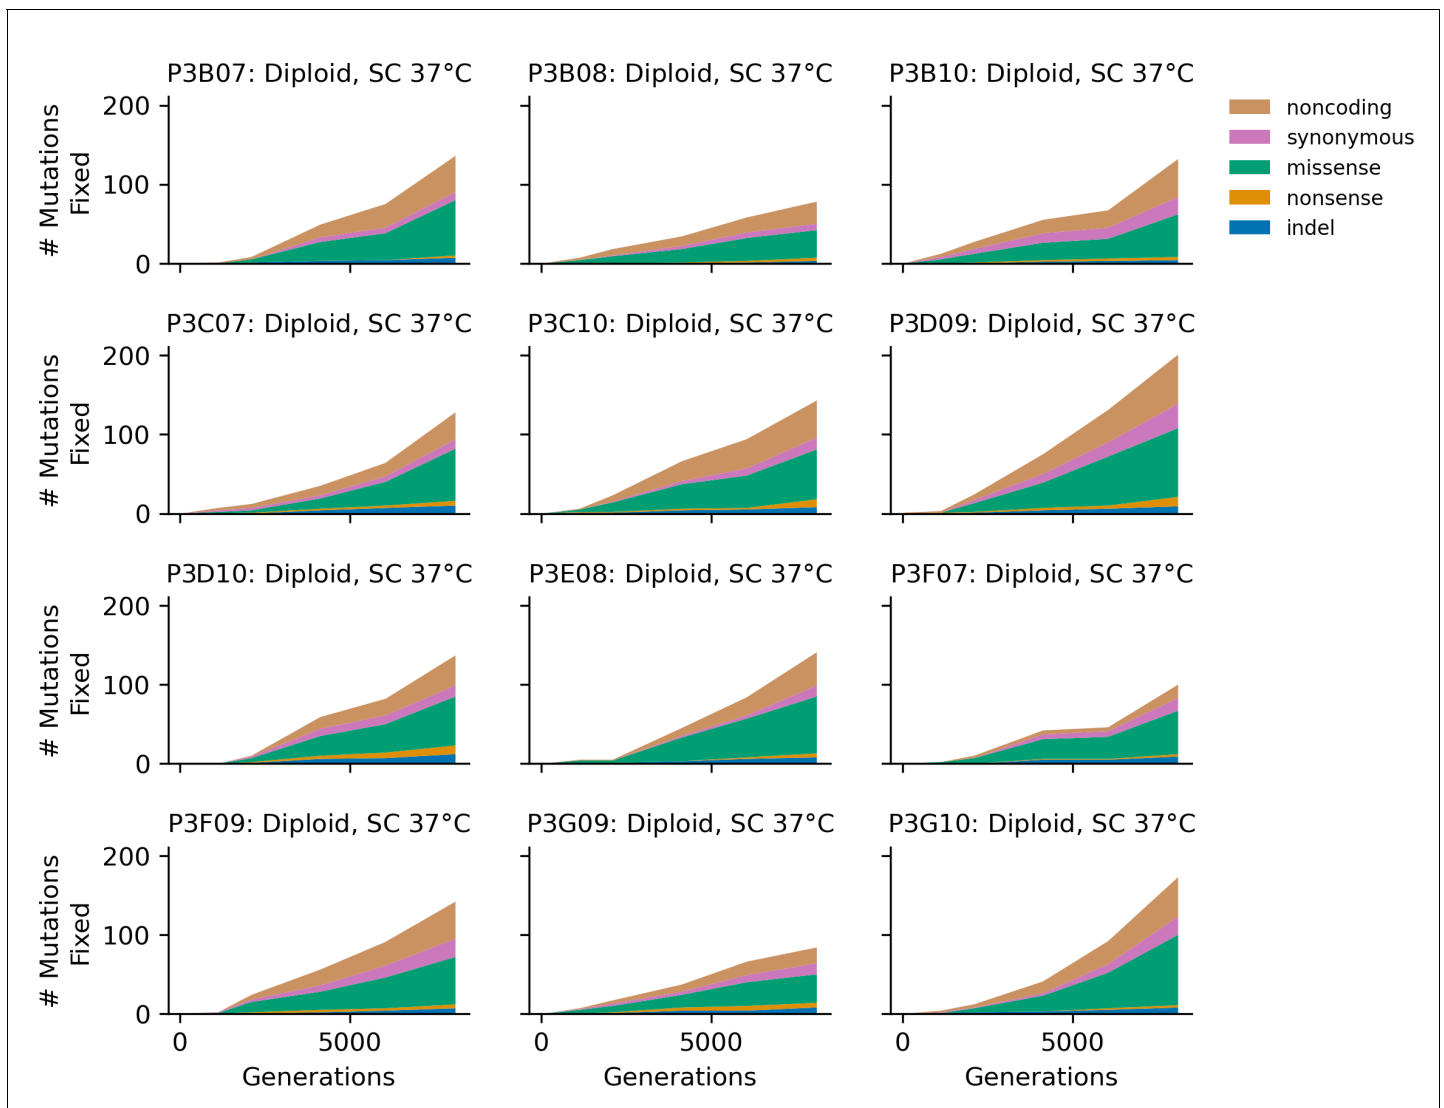 P3B07: Diploid, SC 37°C
P3B08: Diploid, SC 37°C
P3B10: Diploid, SC 37°C
# Mutations
Fixed
200
100
0
noncoding
synonymous
missense
nonsense
indel
P3C07: Diploid, SC 37°C
P3C10: Diploid, SC 37°C
P3D09: Diploid, SC 37°C
# Mutations
Fixed
200
100
0
P3D10: Diploid, SC 37°C
P3E08: Diploid, SC 37°C
P3F07: Diploid, SC 37°C
# Mutations
Fixed
200
100
0
P3F09: Diploid, SC 37°C
P3G09: Diploid, SC 37°C
P3G10: Diploid, SC 37°C
# Mutations
Fixed
200
100
0
0 5000
0 5000
0 5000
Generations
Generations
Generations